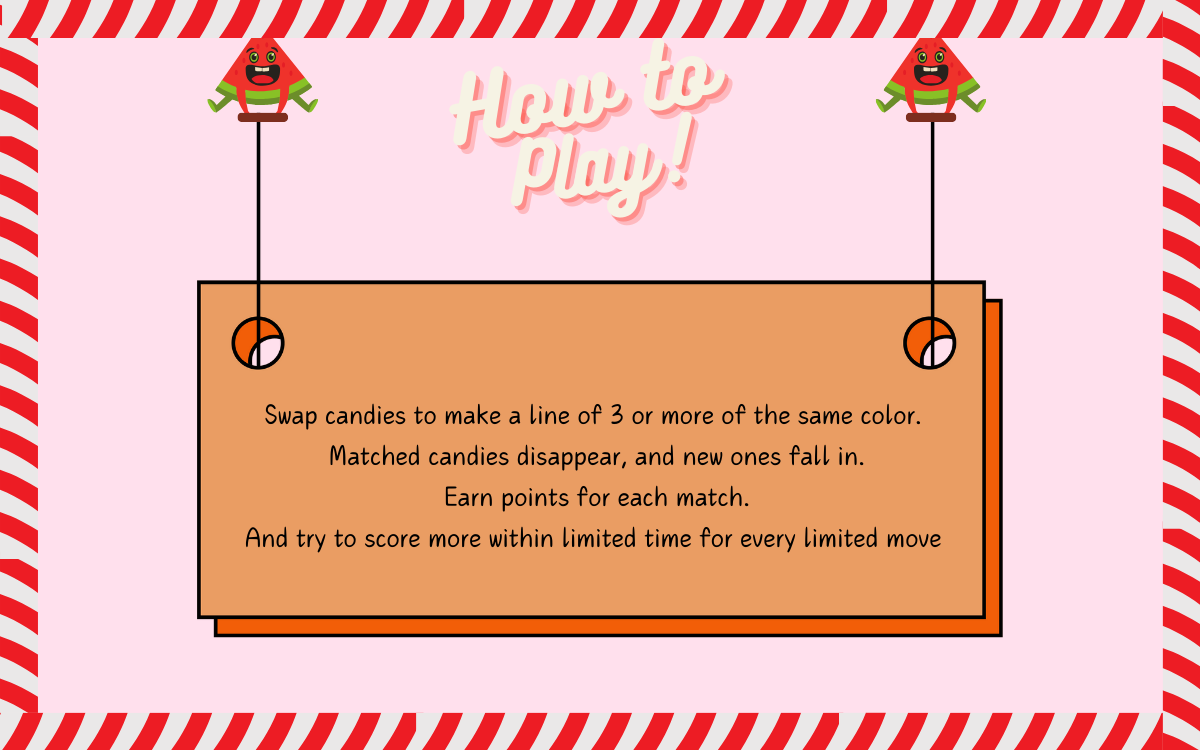 How to
Play!
Swap candies to make a line of 3 or more of the same color.
Matched candies disappear, and new ones fall in.
Earn points for each match.
And try to score more within limited time for every limited move